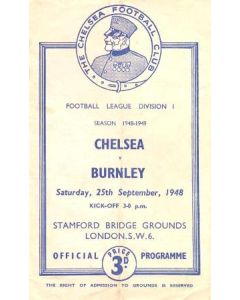 THE CHELSEA FOOTBALL CLUB
FOOTBALL LEAGUE DIVISION I
SEASON 1948-1949
CHELSEA
v
BURNLEY
Saturday, 25th September, 1948
KICK-OFF 3-0 p.m.
STAMFORD BRIDGE GROUNDS
LONDON. S.W.6.
OFFICIAL PRICE 3D. PROGRAMME
THE RIGHT OF ADMISSION TO GROUNDS IS RESERVED